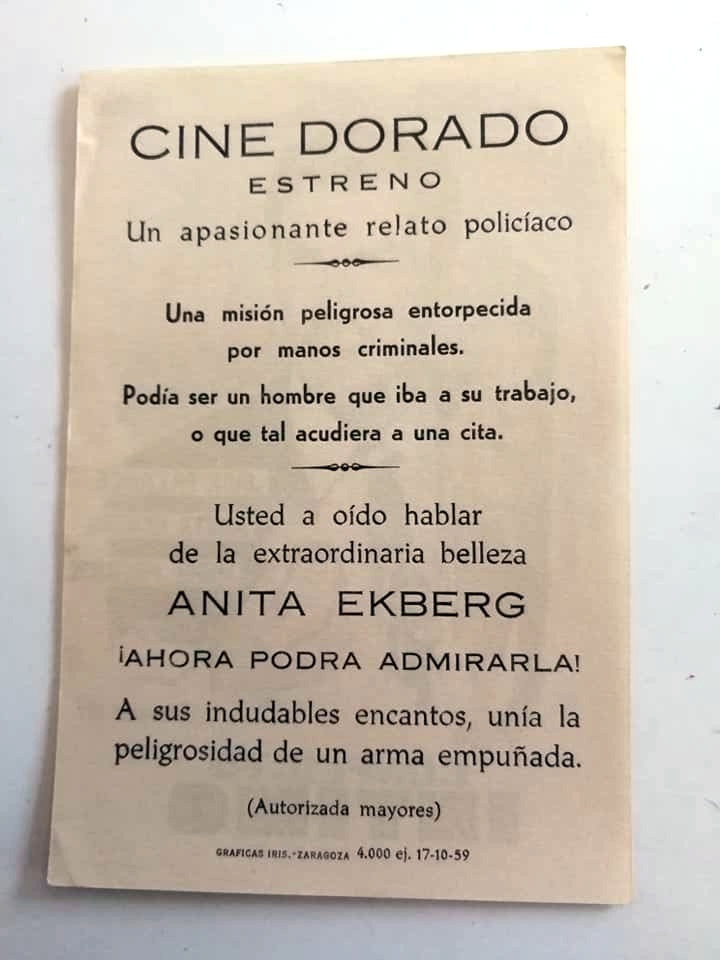 CINE DORADO
ESTRENO
Un apasionante relato policíaco
Una misión peligrosa entorpecida
por manos criminales.
Podía ser un hombre que iba a su trabajo,
o que tal acudiera a una cita.
Usted a oído hablar
de la extraordinaria belleza
ANITA EKBERG
¡AHORA PODRA ADMIRARLA!
A sus indudables encantos, unía la
peligrosidad de un arma empuñada.
(Autorizada mayores)
GRAFICAS IRIS.-ZARAGOZA 4.000 ej. 17-10-59